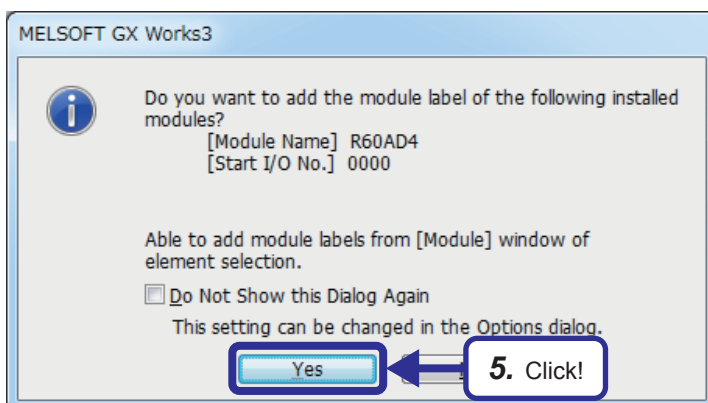 MELSOFT GX Works3
Do you want to add the module label of the following installed
modules?
[Module Name] R60AD4
[Start I/O No.] 0000
Able to add module labels from [Module] window of
element selection.
Do Not Show this Dialog Again
This setting can be changed in the Options dialog.
Yes
5. Click!